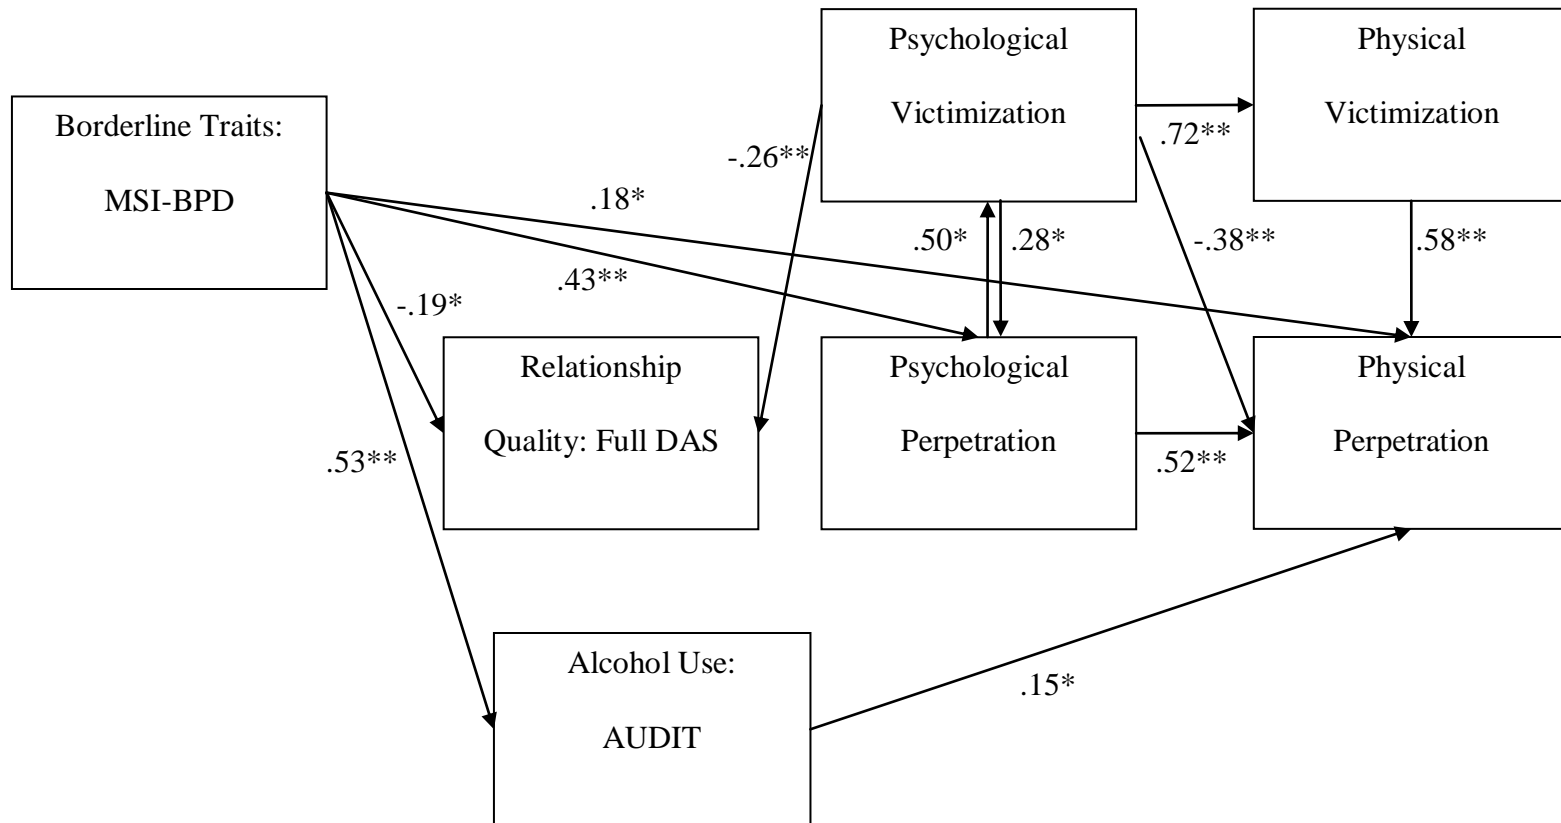 Psychological
Victimization
Physical
Victimization
Borderline Traits:
MSI-BPD
-.26**
.72**
.18*
.50*
.28*
-.38**
.58**
.43**
-.19*
Relationship
Quality: Full DAS
Psychological
Perpetration
Physical
Perpetration
.53**
.52**
Alcohol Use:
AUDIT
.15*